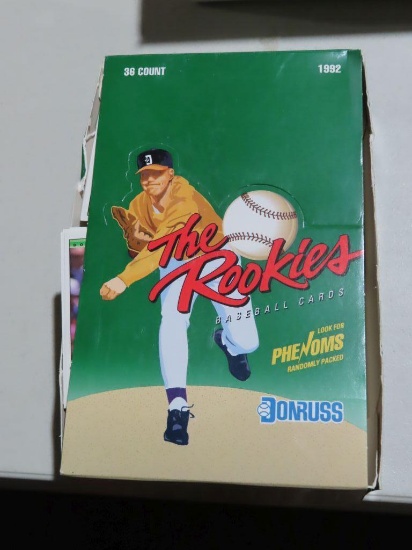 36 COUNT 1992
D
The
Rookies
BASEBALL CARDS
LOOK FOR
PHENOMS
RANDOMLY PACKED
DONRUSS